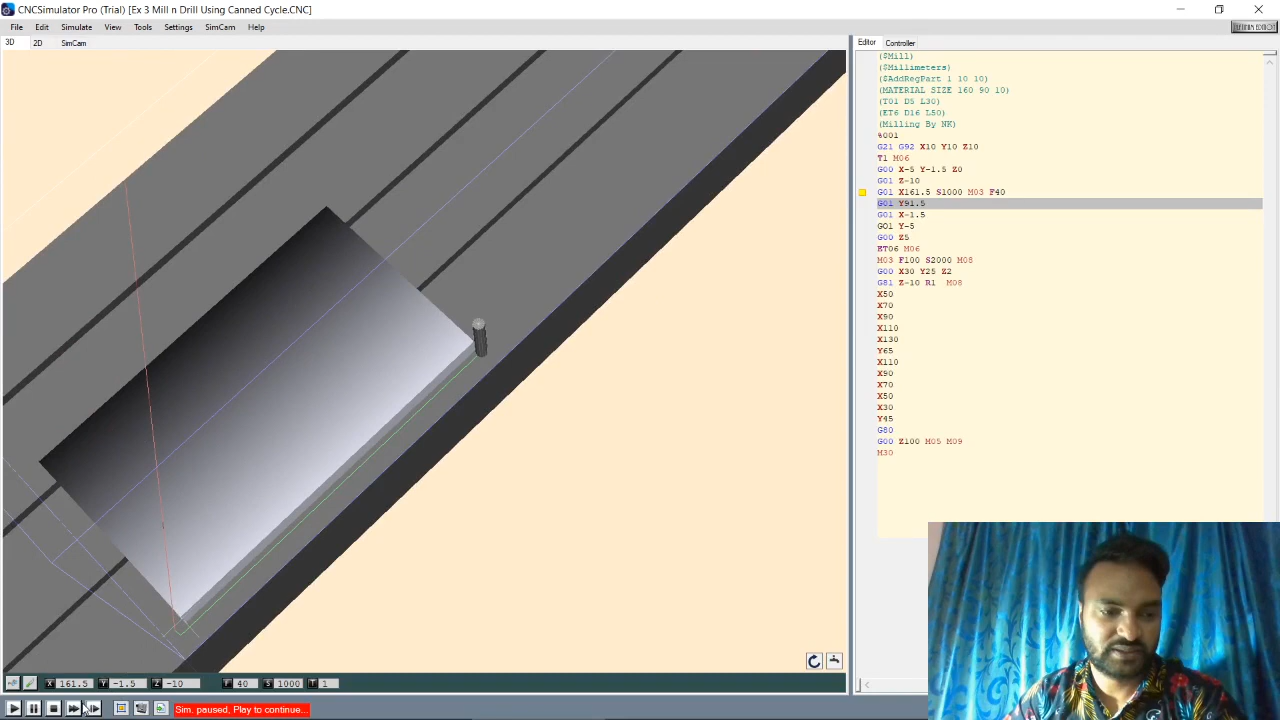 CNCSimulator Pro (Trial) [Ex 3 Mill n Drill Using Canned Cycle.CNC]
File Edit Simulate View Tools Settings SimCam Help
3D 2D SimCam
Editor Controller
($Mill)
($Millimeters)
($AddRegPart 1 10 10)
(MATERIAL SIZE 160 90 10)
(T01 D5 L30)
(ET6 D16 L50)
(Milling By NK)
%001
G21 G92 X10 Y10 Z10
T1 M06
G00 X-5 Y-1.5 Z0
G01 Z-10
G01 X161.5 S1000 M03 F40
G01 Y91.5
G01 X-1.5
GO1 Y-5
G00 Z5
ET06 M06
M03 F100 S2000 M08
G00 X30 Y25 Z2
G81 Z-10 R1 M08
X50
X70
X90
X110
X130
Y65
X110
X90
X70
X50
X30
Y45
G80
G00 Z100 M05 M09
M30
X 161.5 Y -1.5 Z -10 F 40 S 1000 T 1
Sim. paused, Play to continue...